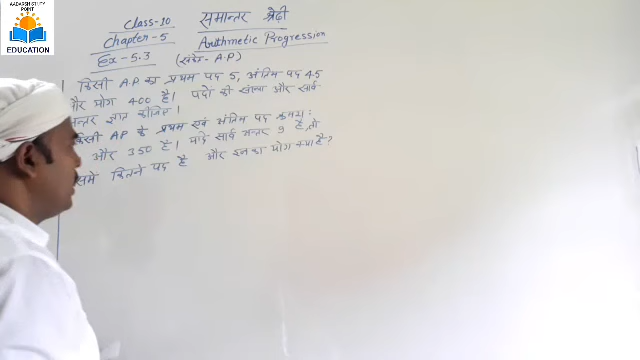 AADARSH STUDY
POINT
EDUCATION
Class-10 समान्तर श्रेढ़ी
Chapter-5 Arithmetic Progression
Ex-5.3 (संकेत- A.P)
किसी A.P का प्रथम पद 5, अंतिम पद 45
और योग 400 है। पदों की संख्या और सार्व
अन्तर ज्ञात कीजिए।
किसी AP के प्रथम एवं अंतिम पद क्रमशः
और 350 है। यदि सार्व अन्तर 9 है, तो
समें कितने पद है और इनका योग क्या है?